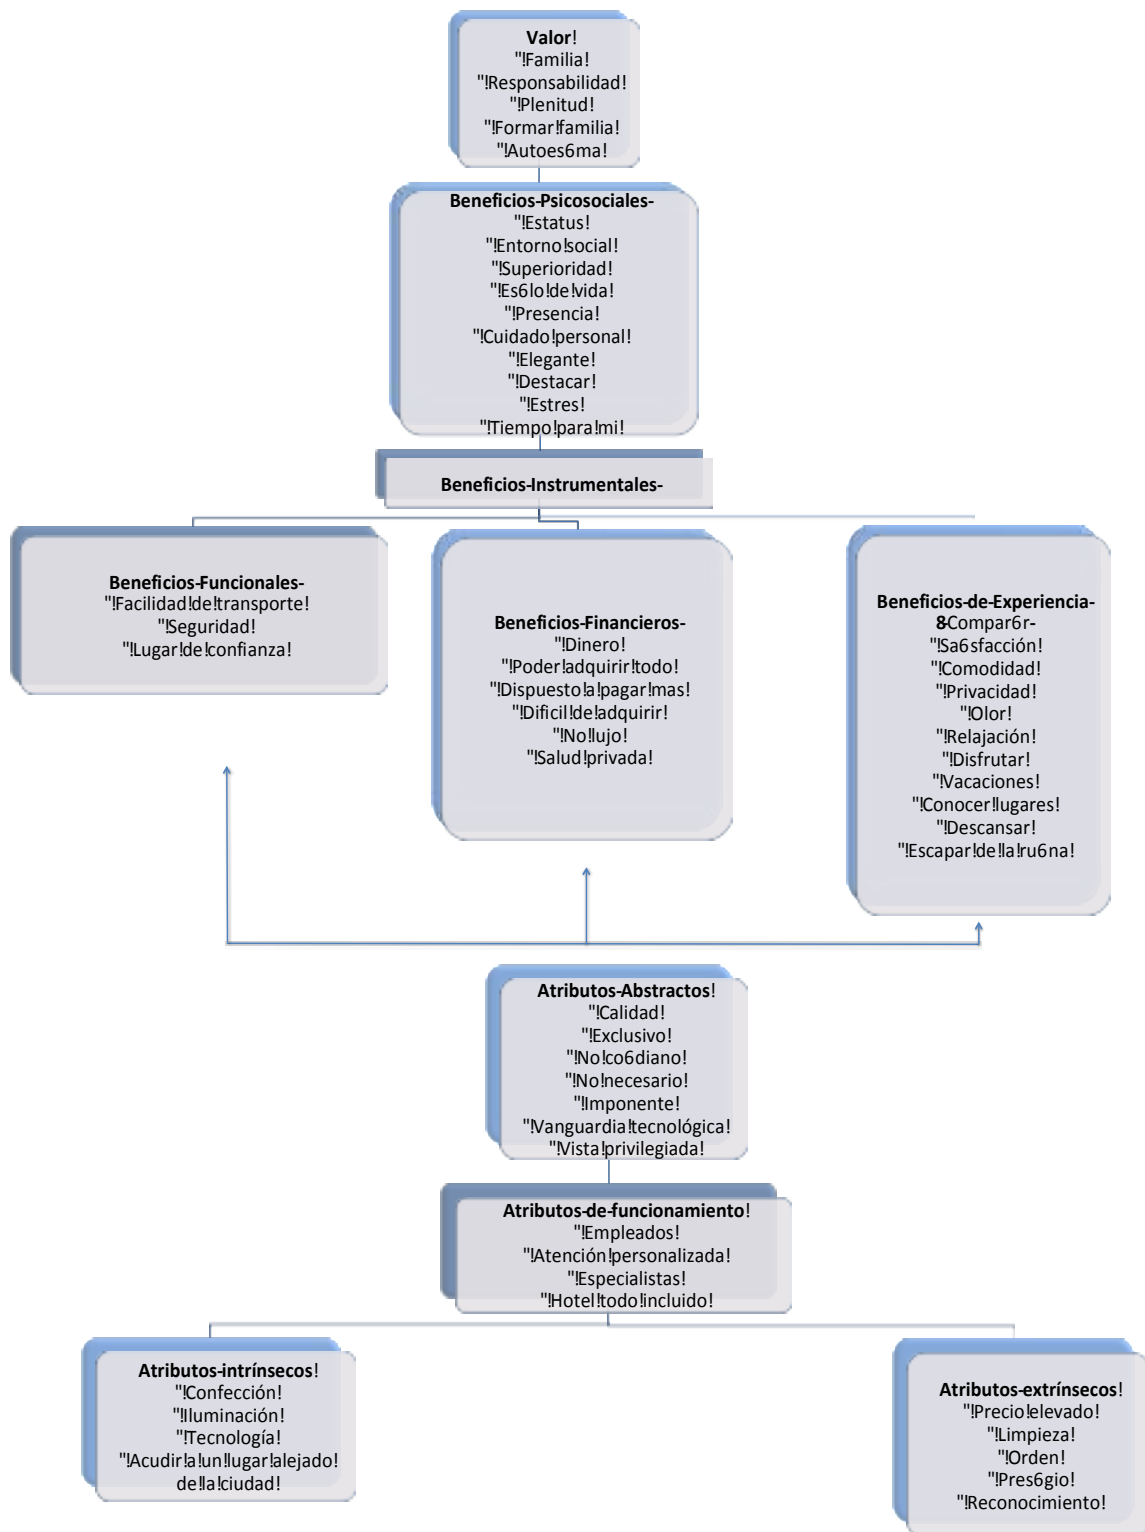 Valor!
"!Familia!
"!Responsabilidad!
"!Plenitud!
"!Formar!familia!
"!Autoes6ma!
Beneficios-Psicosociales-
"!Estatus!
"!Entorno!social!
"!Superioridad!
"!Es6lo!de!vida!
"!Presencia!
"!Cuidado!personal!
"!Elegante!
"!Destacar!
"!Estres!
"!Tiempo!para!mi!
Beneficios-Instrumentales-
Beneficios-Funcionales-
"!Facilidad!de!transporte!
"!Seguridad!
"!Lugar!de!confianza!
Beneficios-Financieros-
"!Dinero!
"!Poder!adquirir!todo!
"!Dispuesto!a!pagar!mas!
"!Dificil!de!adquirir!
"!No!lujo!
"!Salud!privada!
Beneficios-de-Experiencia-
8-Compar6r-
"!Sa6sfacción!
"!Comodidad!
"!Privacidad!
"!Olor!
"!Relajación!
"!Disfrutar!
"!Vacaciones!
"!Conocer!lugares!
"!Descansar!
"!Escapar!de!la!ru6na!
Atributos-Abstractos!
"!Calidad!
"!Exclusivo!
"!No!co6diano!
"!No!necesario!
"!Imponente!
"!Vanguardia!tecnológica!
"!Vista!privilegiada!
Atributos-de-funcionamiento!
"!Empleados!
"!Atención!personalizada!
"!Especialistas!
"!Hotel!todo!incluido!
Atributos-intrínsecos!
"!Confección!
"!Iluminación!
"!Tecnología!
"!Acudir!a!un!lugar!alejado!
de!la!ciudad!
Atributos-extrínsecos!
"!Precio!elevado!
"!Limpieza!
"!Orden!
"!Pres6gio!
"!Reconocimiento!